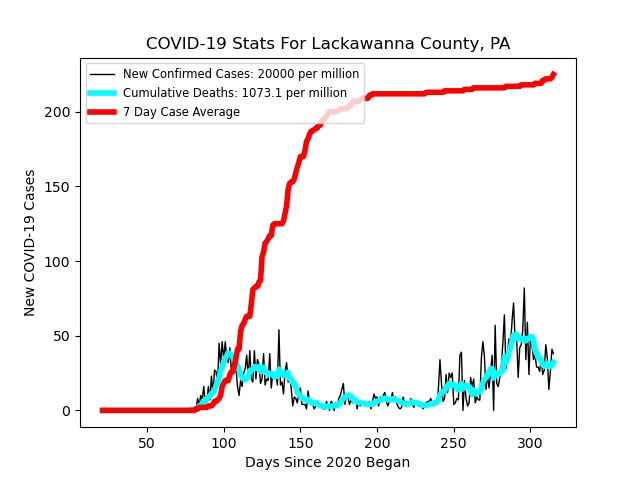 COVID-19 Stats For Lackawanna County, PA
New Confirmed Cases: 20000 per million
Cumulative Deaths: 1073.1 per million
7 Day Case Average
New COVID-19 Cases
200
150
100
50
0
50 100 150 200 250 300
Days Since 2020 Began